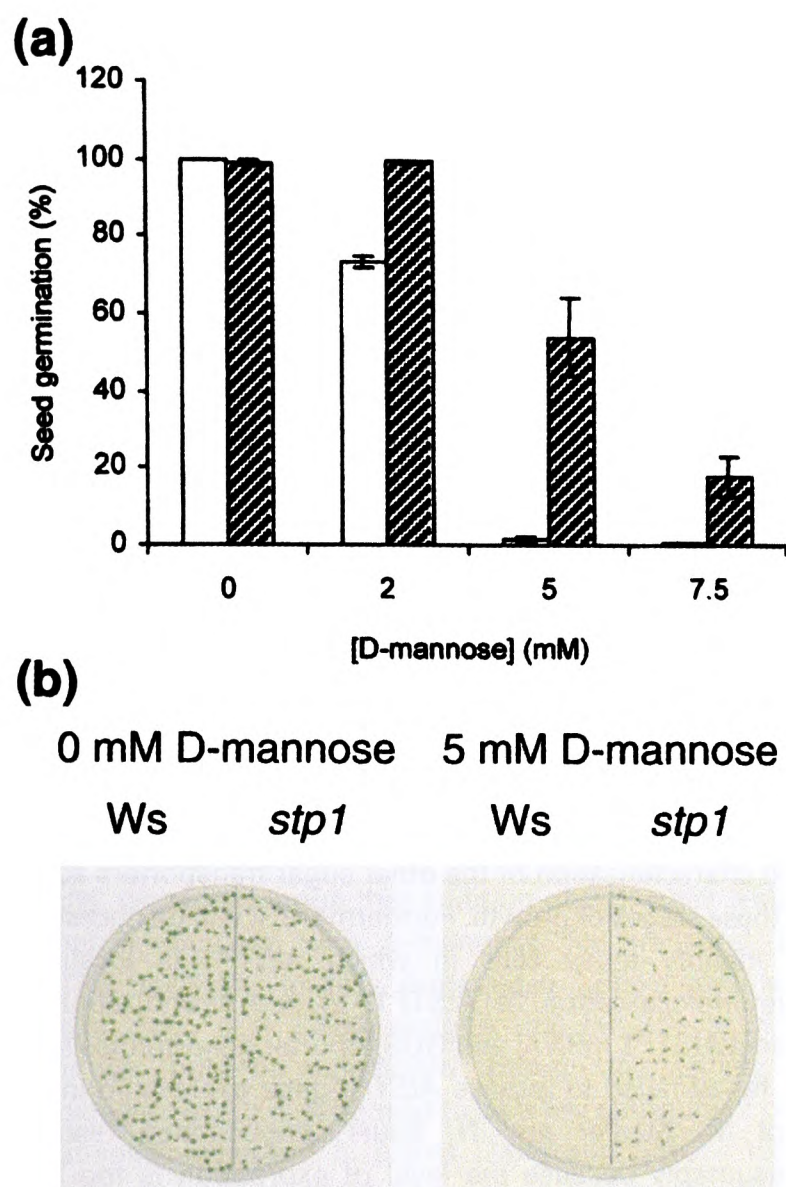 (a)
120
100
80
60
40
20
0
Seed germination (%)
0 2 5 7.5
[D-mannose] (mM)
(b)
0 mM D-mannose 5 mM D-mannose
Ws stp1 Ws stp1